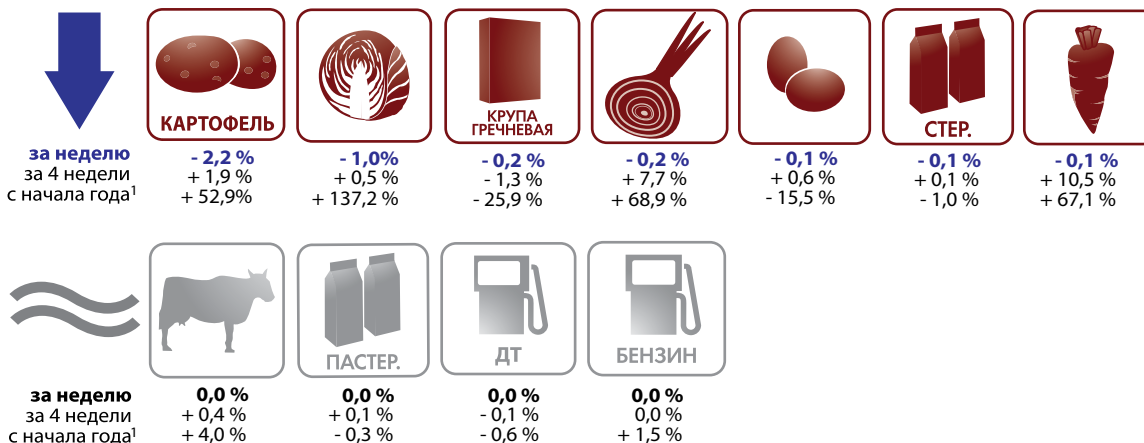 КАРТОФЕЛЬ
КРУПА
ГРЕЧНЕВАЯ
СТЕР.
за неделю - 2,2 % - 1,0% - 0,2 % - 0,2 % - 0,1 % - 0,1 % - 0,1 %
за 4 недели + 1,9 % + 0,5 % - 1,3 % + 7,7 % + 0,6 % + 0,1 % + 10,5 %
с начала года¹ + 52,9% + 137,2 % - 25,9 % + 68,9 % - 15,5 % - 1,0 % + 67,1 %
ПАСТЕР.
ДТ
БЕНЗИН
за неделю 0,0 % 0,0 % 0,0 % 0,0 %
за 4 недели + 0,4 % + 0,1 % - 0,1 % 0,0 %
с начала года¹ + 4,0 % - 0,3 % - 0,6 % + 1,5 %